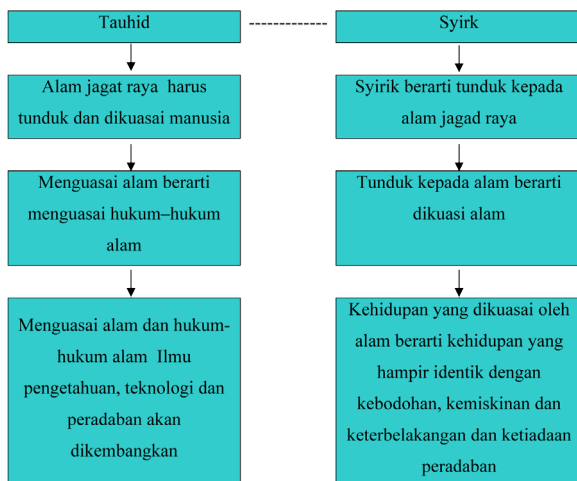 Tauhid
Alam jagat raya harus
tunduk dan dikuasai manusia
Menguasai alam berarti
menguasai hukum–hukum
alam
Menguasai alam dan hukum-
hukum alam Ilmu
pengetahuan, teknologi dan
peradaban akan
dikembangkan
Syirk
Syirik berarti tunduk kepada
alam jagad raya
Tunduk kepada alam berarti
dikuasi alam
Kehidupan yang dikuasai oleh
alam berarti kehidupan yang
hampir identik dengan
kebodohan, kemiskinan dan
keterbelakangan dan ketiadaan
peradaban